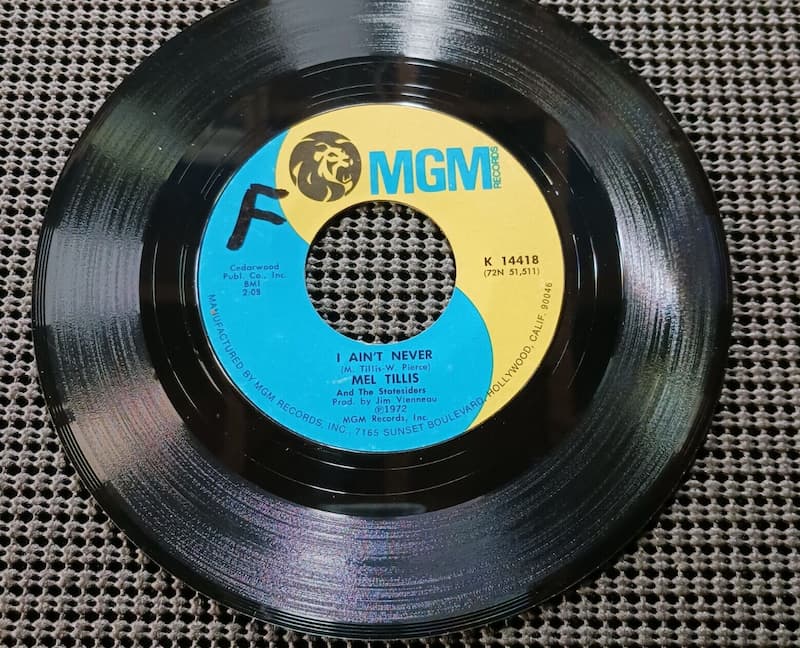 F
MGM
RECORDS
K 14418
(72N 51,511)
Cedarwood
Publ. Co., Inc.
BMI
2:05
I AIN'T NEVER
(M. Tillis-W. Pierce)
MEL TILLIS
And The Statesiders
Prod. by Jim Vienneau
Ⓟ1972
MGM Records, Inc.
MANUFACTURED BY MGM RECORDS, INC., 7165 SUNSET BOULEVARD, HOLLYWOOD, CALIF. 90046